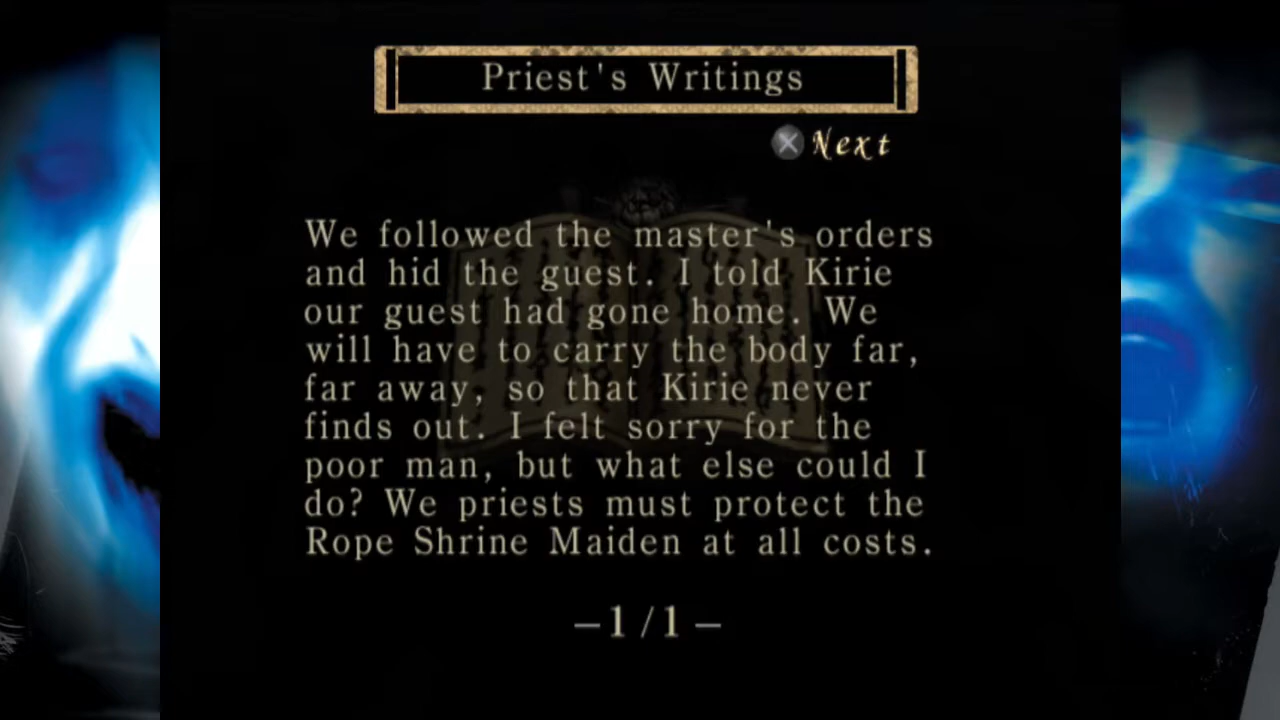 Priest's Writings
Next
We followed the master's orders
and hid the guest. I told Kirie
our guest had gone home. We
will have to carry the body far,
far away, so that Kirie never
finds out. I felt sorry for the
poor man, but what else could I
do? We priests must protect the
Rope Shrine Maiden at all costs.
–1/1–